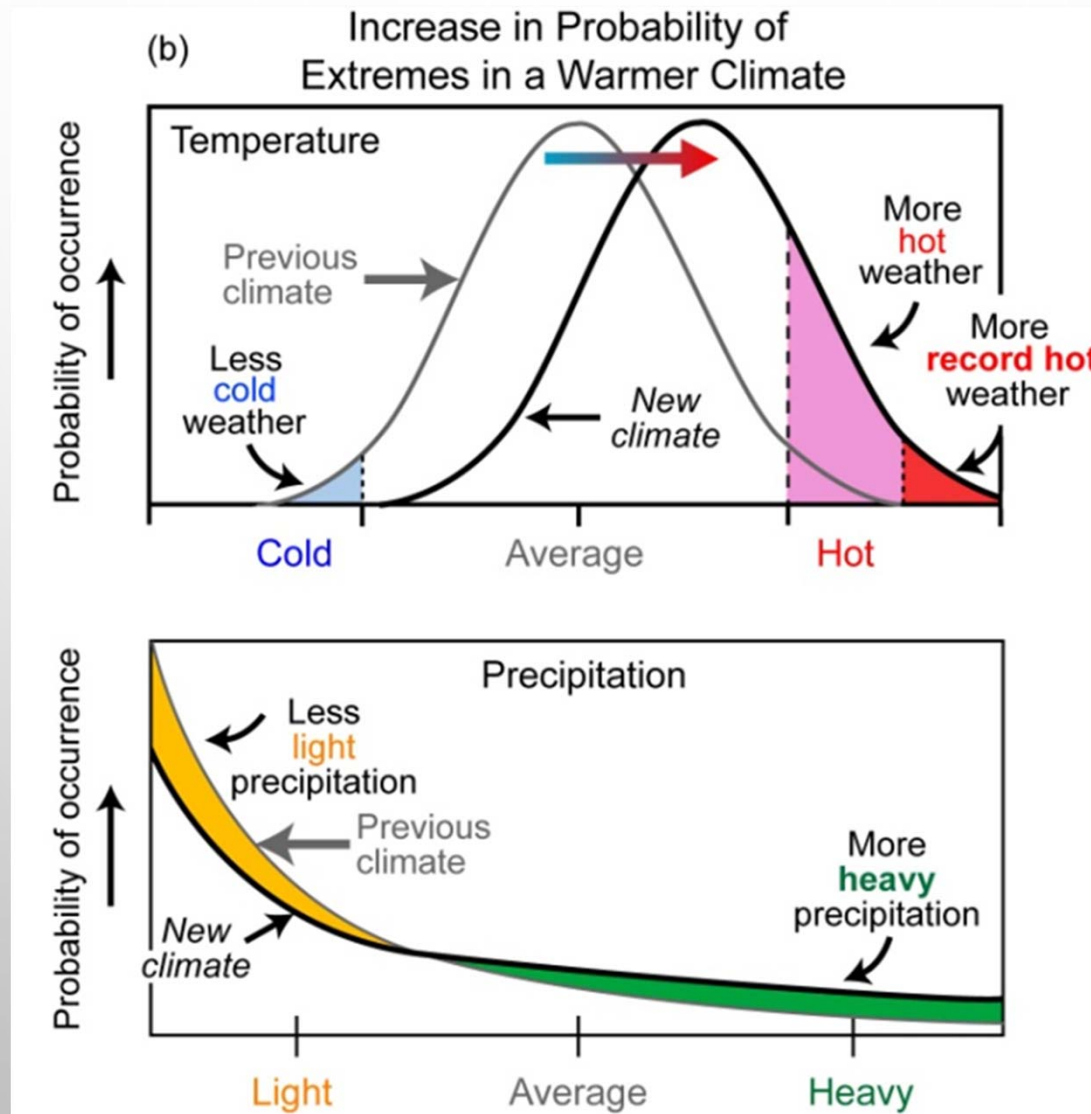 (b)
Increase in Probability of
Extremes in a Warmer Climate
Temperature
Probability of occurrence
Previous
climate
Less
cold
weather
New
climate
More
hot
weather
More
record hot
weather
Cold
Average
Hot
Precipitation
Probability of occurrence
Less
light
precipitation
Previous
climate
New
climate
More
heavy
precipitation
Light
Average
Heavy